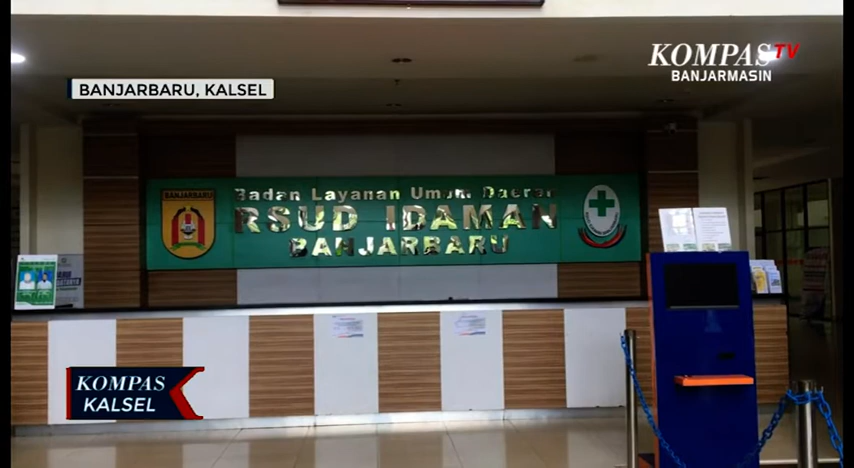 KOMPAS TV
BANJARMASIN
BANJARBARU, KALSEL
Badan Layanan Umum Daerah
RSUD IDAMAN
BANJARBARU
BANJARBARU
KOMPAS
KALSEL